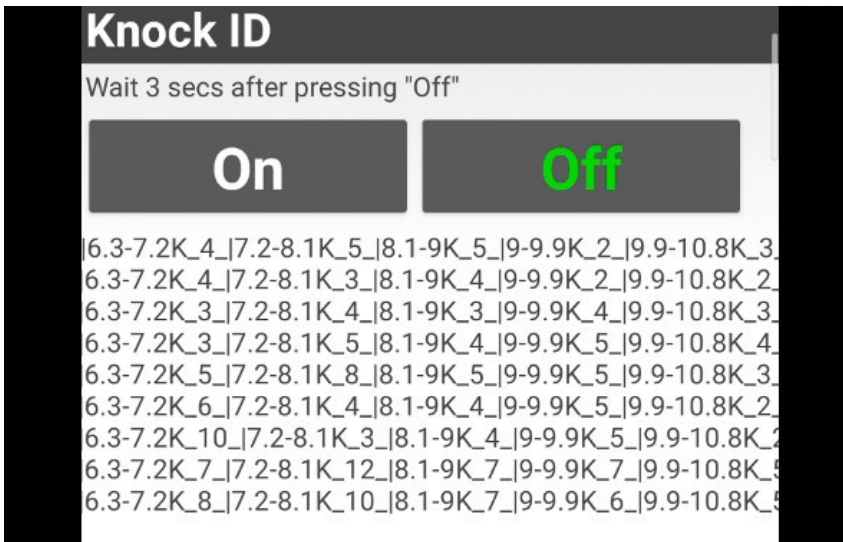 Knock ID
Wait 3 secs after pressing "Off"
On Off
|6.3-7.2K_4_|7.2-8.1K_5_|8.1-9K_5_|9-9.9K_2_|9.9-10.8K_3_
|6.3-7.2K_4_|7.2-8.1K_3_|8.1-9K_4_|9-9.9K_2_|9.9-10.8K_2_
|6.3-7.2K_3_|7.2-8.1K_4_|8.1-9K_3_|9-9.9K_4_|9.9-10.8K_3_
|6.3-7.2K_3_|7.2-8.1K_5_|8.1-9K_4_|9-9.9K_5_|9.9-10.8K_4_
|6.3-7.2K_5_|7.2-8.1K_8_|8.1-9K_5_|9-9.9K_5_|9.9-10.8K_3_
|6.3-7.2K_6_|7.2-8.1K_4_|8.1-9K_4_|9-9.9K_5_|9.9-10.8K_2_
|6.3-7.2K_10_|7.2-8.1K_3_|8.1-9K_4_|9-9.9K_5_|9.9-10.8K_2
|6.3-7.2K_7_|7.2-8.1K_12_|8.1-9K_7_|9-9.9K_7_|9.9-10.8K_5
|6.3-7.2K_8_|7.2-8.1K_10_|8.1-9K_7_|9-9.9K_6_|9.9-10.8K_5